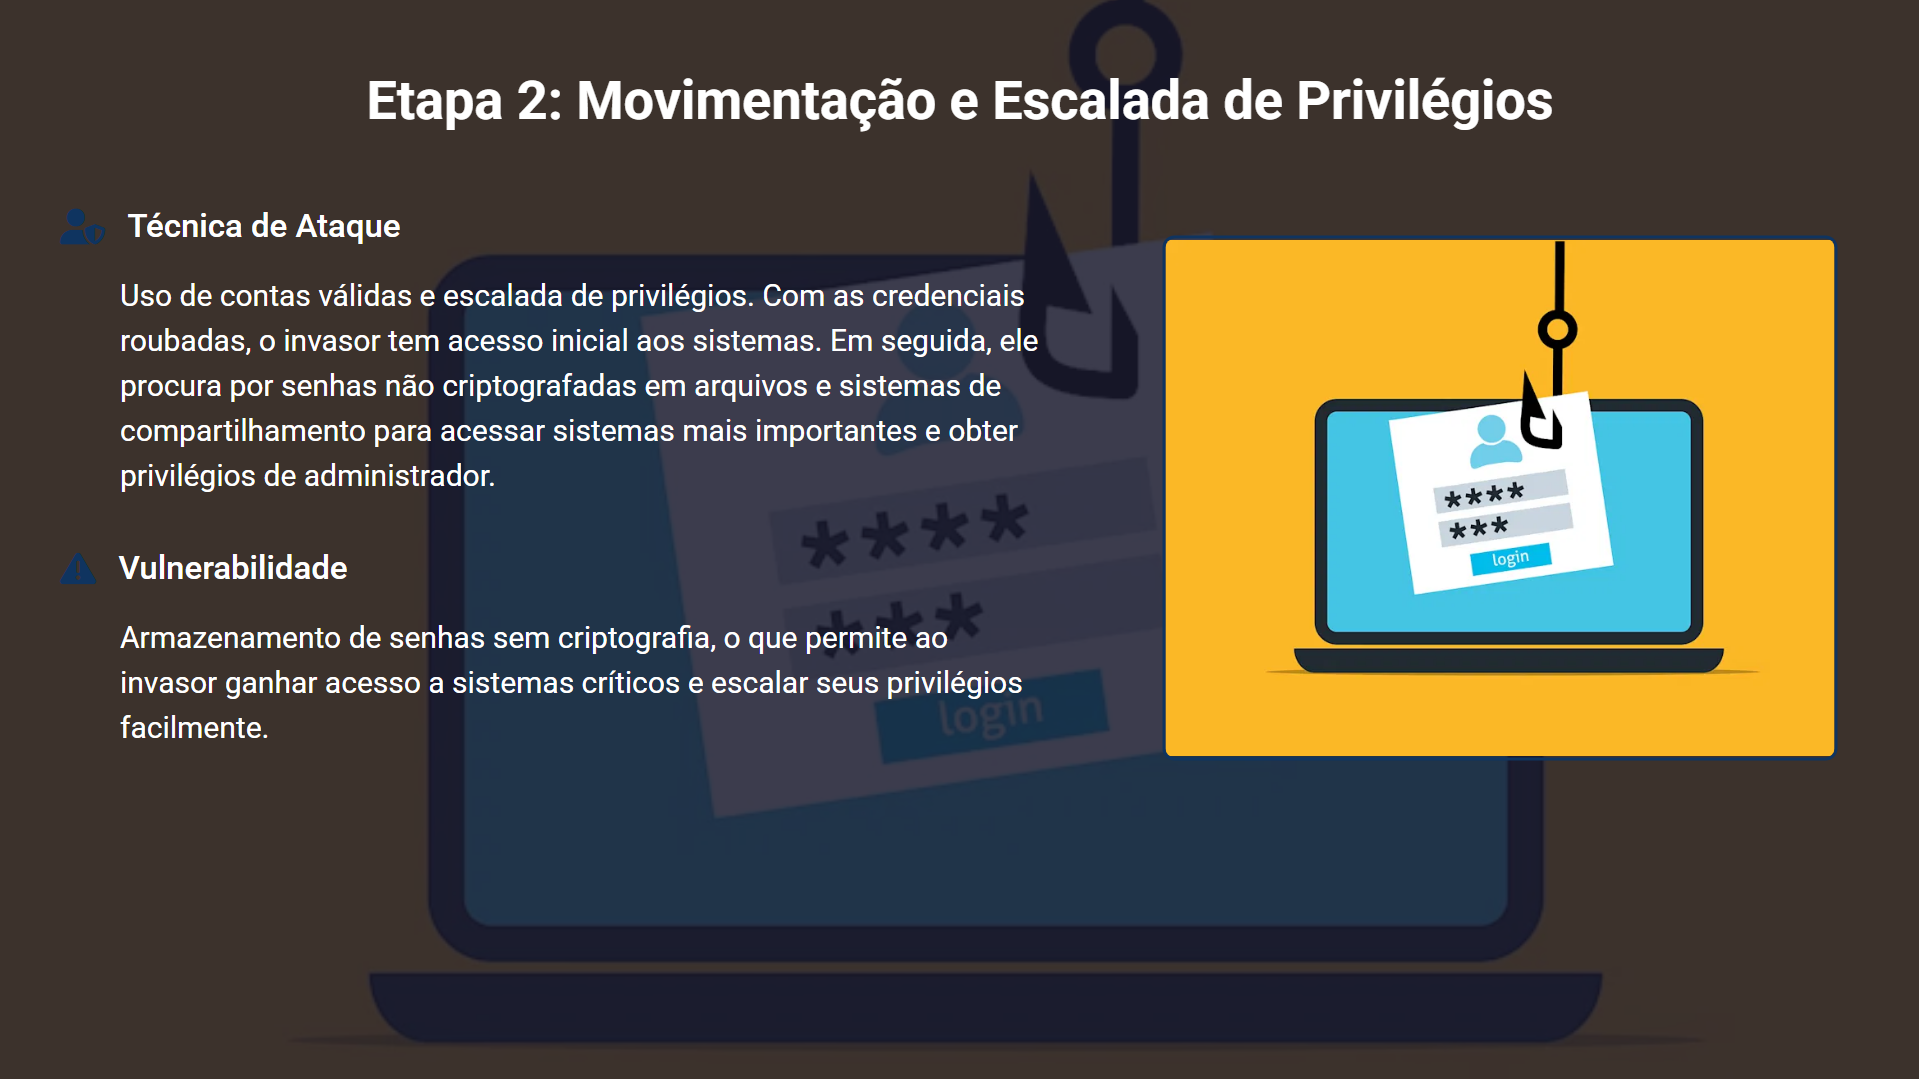 Etapa 2: Movimentação e Escalada de Privilégios
Técnica de Ataque
Uso de contas válidas e escalada de privilégios. Com as credenciais
roubadas, o invasor tem acesso inicial aos sistemas. Em seguida, ele
procura por senhas não criptografadas em arquivos e sistemas de
compartilhamento para acessar sistemas mais importantes e obter
privilégios de administrador.
Vulnerabilidade
Armazenamento de senhas sem criptografia, o que permite ao
invasor ganhar acesso a sistemas críticos e escalar seus privilégios
facilmente.
****
***
login
****
***
login